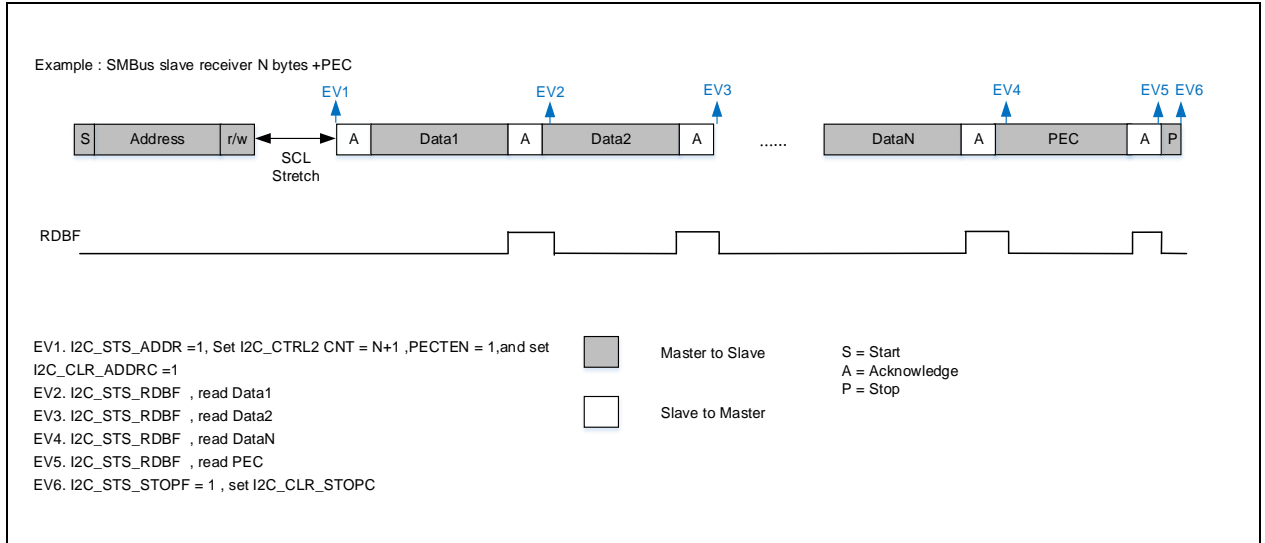 Example : SMBus slave receiver N bytes +PEC
EV1 EV2 EV3 EV4 EV5 EV6
S Address r/w A Data1 A Data2 A ...... DataN A PEC A P
SCL
Stretch
RDBF
EV1. I2C_STS_ADDR =1, Set I2C_CTRL2 CNT = N+1 ,PECTEN = 1,and set
I2C_CLR_ADDRC =1
EV2. I2C_STS_RDBF , read Data1
EV3. I2C_STS_RDBF , read Data2
EV4. I2C_STS_RDBF , read DataN
EV5. I2C_STS_RDBF , read PEC
EV6. I2C_STS_STOPF = 1 , set I2C_CLR_STOPC
Master to Slave
Slave to Master
S = Start
A = Acknowledge
P = Stop